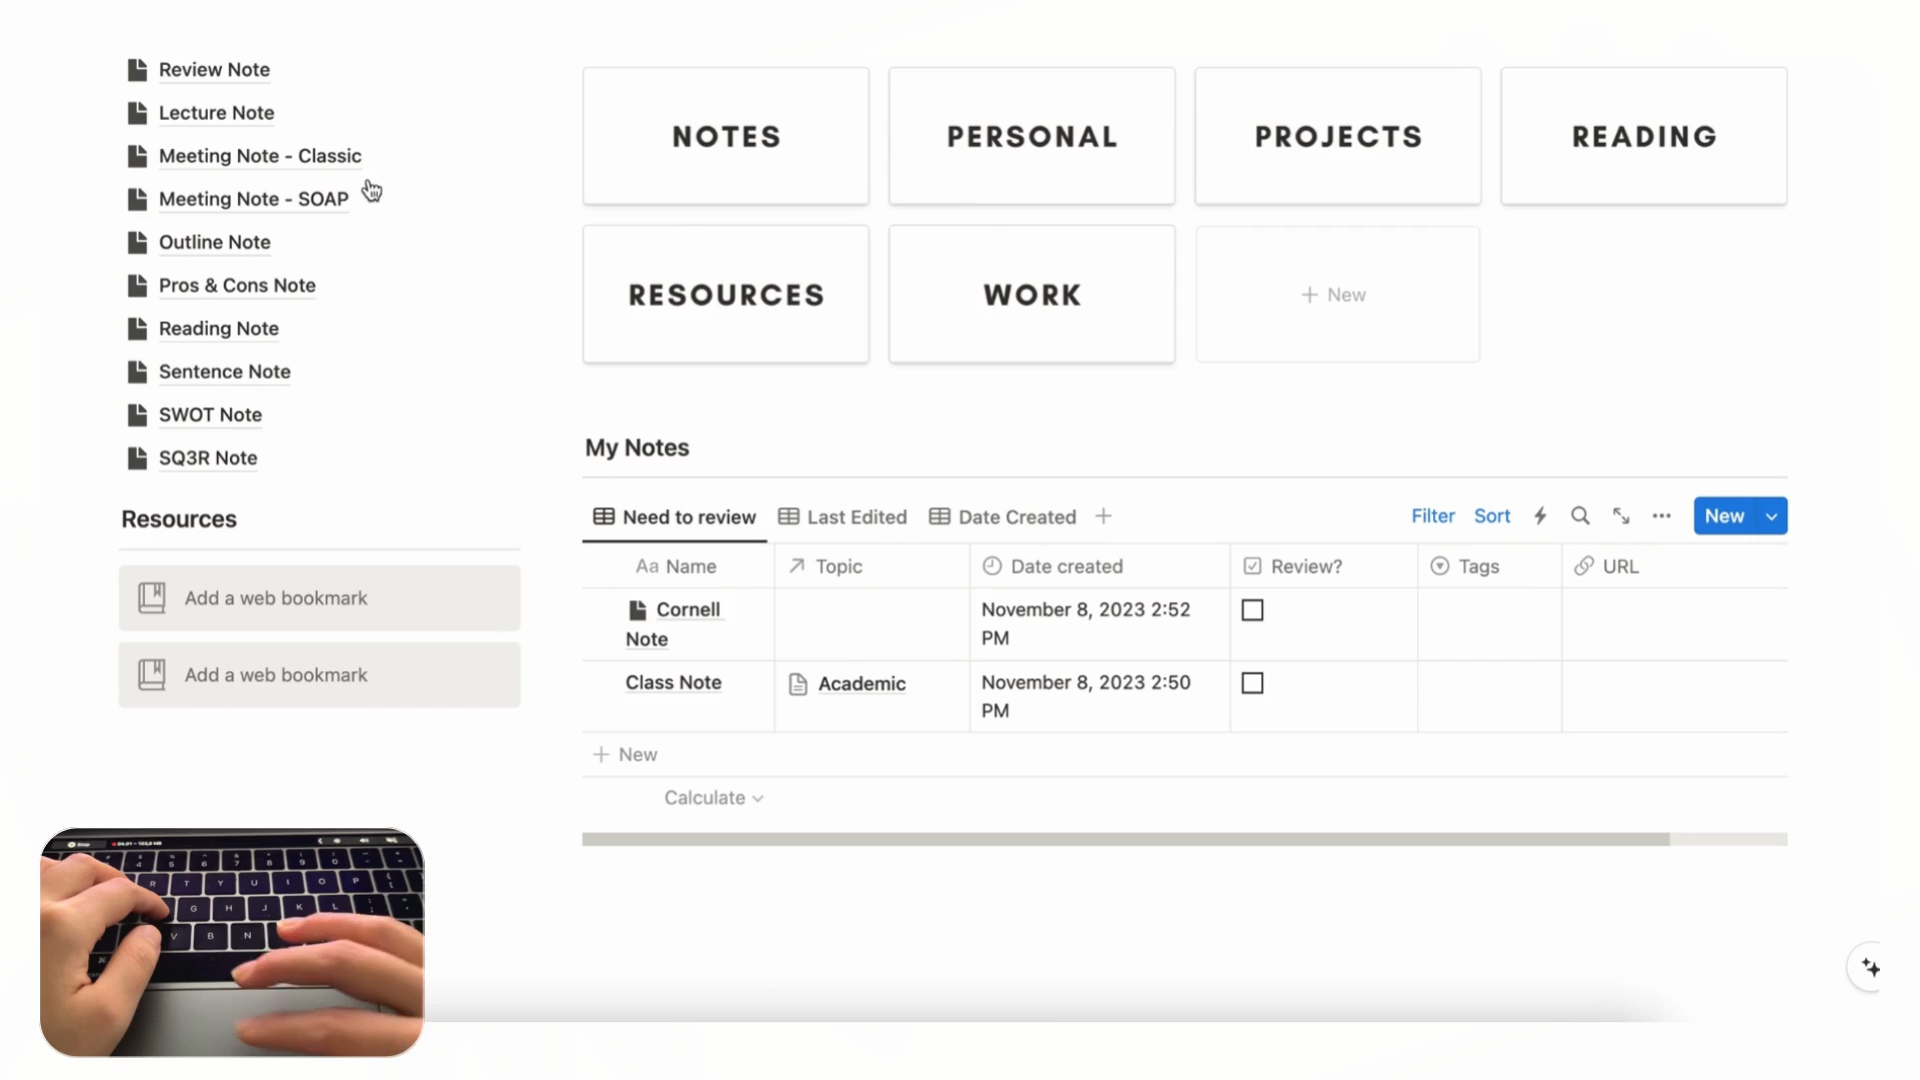 Review Note
Lecture Note
Meeting Note - Classic
Meeting Note - SOAP
Outline Note
Pros & Cons Note
Reading Note
Sentence Note
SWOT Note
SQ3R Note
Resources
Add a web bookmark
Add a web bookmark
NOTES
PERSONAL
PROJECTS
READING
RESOURCES
WORK
+ New
My Notes
Need to review
Last Edited
Date Created
+
Filter
Sort
New
Aa Name
Topic
Date created
Review?
Tags
URL
Cornell
Note
November 8, 2023 2:52
PM
Class Note
Academic
November 8, 2023 2:50
PM
+ New
Calculate
R T Y U I O P
G H J K L
V B N